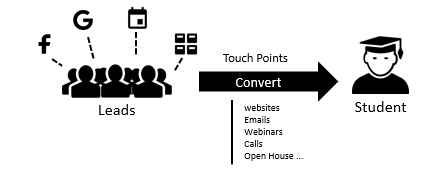 Touch Points
Convert
Leads
Student
websites
Emails
Webinars
Calls
Open House ...